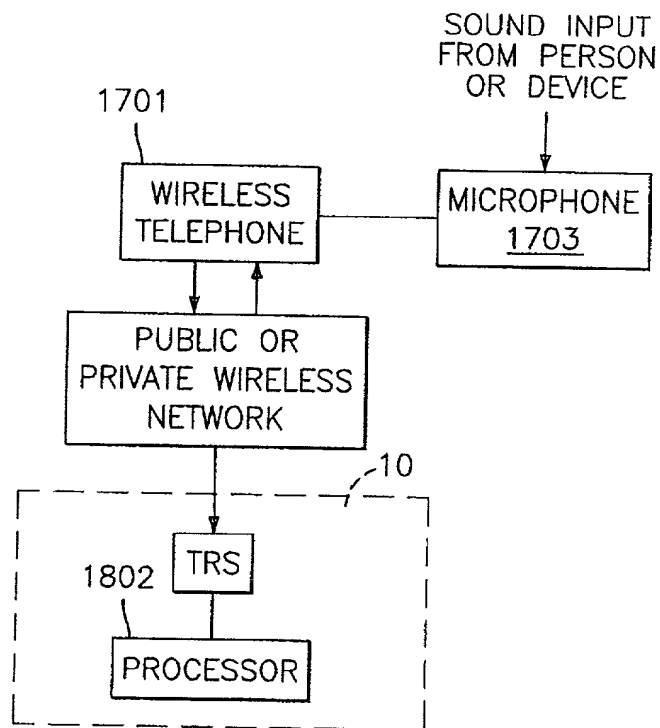 SOUND INPUT
FROM PERSON
OR DEVICE
1701
WIRELESS
TELEPHONE
MICROPHONE
1703
PUBLIC OR
PRIVATE WIRELESS
NETWORK
10
TRS
1802
PROCESSOR